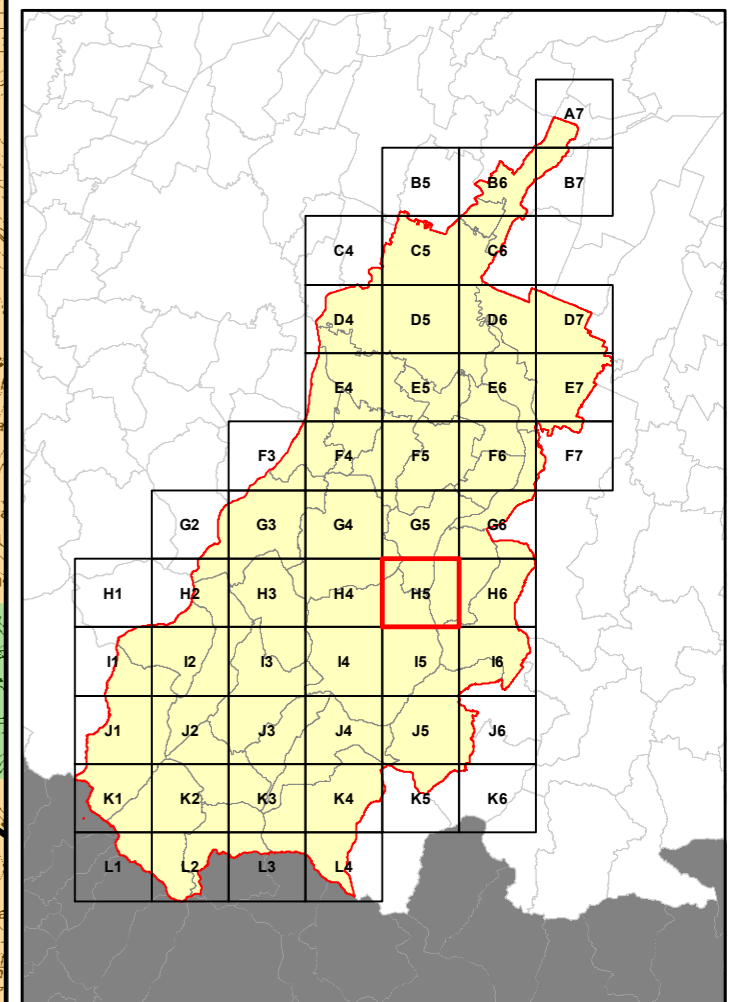 A7
B5 B6 B7
C4 C5 C6
D4 D5 D6 D7
E4 E5 E6 E7
F3 F4 F5 F6 F7
G2 G3 G4 G5 G6
H1 H2 H3 H4 H5 H6
I1 I2 I3 I4 I5 I6
J1 J2 J3 J4 J5 J6
K1 K2 K3 K4 K5 K6
L1 L2 L3 L4